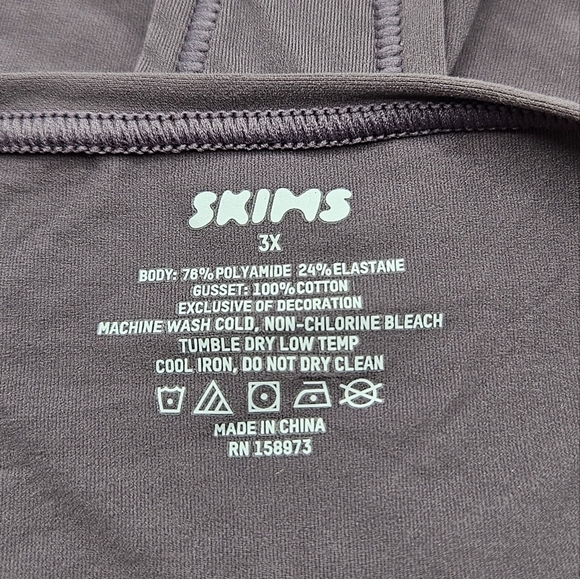 SKIMS
3X
BODY: 76% POLYAMIDE 24% ELASTANE
GUSSET: 100% COTTON
EXCLUSIVE OF DECORATION
MACHINE WASH COLD, NON-CHLORINE BLEACH
TUMBLE DRY LOW TEMP
COOL IRON, DO NOT DRY CLEAN
MADE IN CHINA
RN 158973